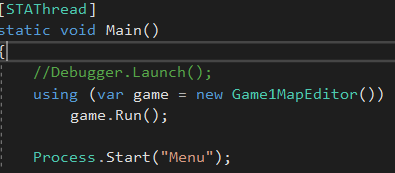 [STAThread]
static void Main()
{
//Debugger.Launch();
using (var game = new Game1MapEditor())
game.Run();
Process.Start("Menu");